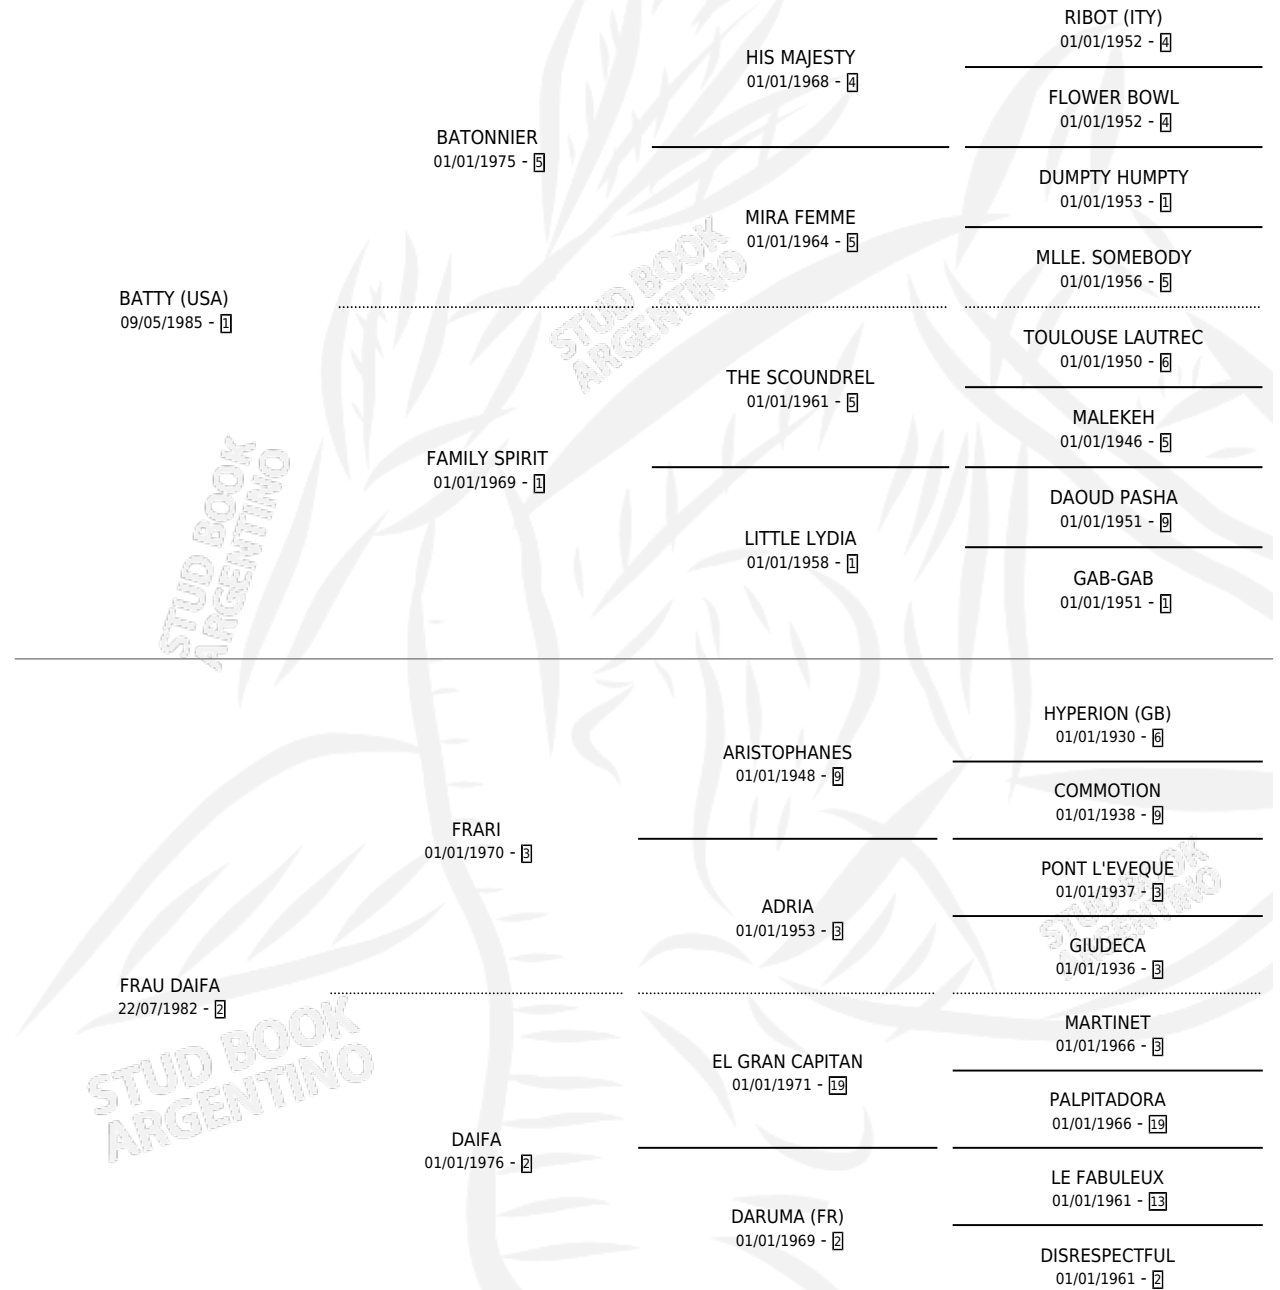 RIBOT (ITY)
01/01/1952 - 4
HIS MAJESTY
01/01/1968 - 4
FLOWER BOWL
01/01/1952 - 4
BATONNIER
01/01/1975 - 5
DUMPTY HUMPTY
01/01/1953 - 1
MIRA FEMME
01/01/1964 - 5
MLLE. SOMEBODY
01/01/1956 - 5
BATTY (USA)
09/05/1985 - 1
STUD BOOK
ARGENTINO
TOULOUSE LAUTREC
01/01/1950 - 6
THE SCOUNDREL
01/01/1961 - 5
MALEKEH
01/01/1946 - 5
FAMILY SPIRIT
01/01/1969 - 1
DAOUD PASHA
01/01/1951 - 9
LITTLE LYDIA
01/01/1958 - 1
GAB-GAB
01/01/1951 - 1
STUD BOOK
ARGENTINO
HYPERION (GB)
01/01/1930 - 6
ARISTOPHANES
01/01/1948 - 9
COMMOTION
01/01/1938 - 9
FRARI
01/01/1970 - 3
PONT L'EVEQUE
01/01/1937 - 3
ADRIA
01/01/1953 - 3
STUD BOOK
ARGENTINO
GIUDECA
01/01/1936 - 3
FRAU DAIFA
22/07/1982 - 2
MARTINET
01/01/1966 - 3
EL GRAN CAPITAN
01/01/1971 - 19
PALPITADORA
01/01/1966 - 19
STUD BOOK
ARGENTINO
DAIFA
01/01/1976 - 2
LE FABULEUX
01/01/1961 - 13
DARUMA (FR)
01/01/1969 - 2
DISRESPECTFUL
01/01/1961 - 2